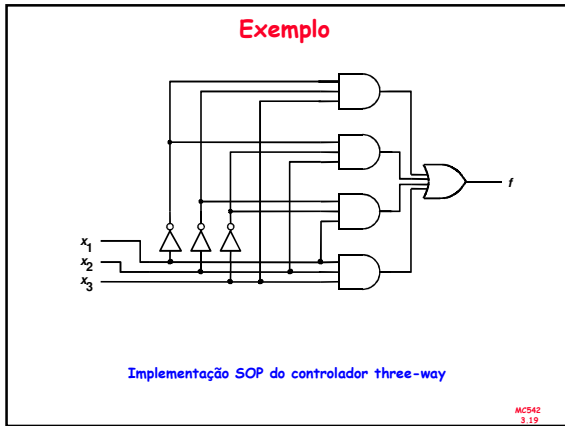 Exemplo
f
x1
x2
x3
Implementação SOP do controlador three-way
MC542
3.19